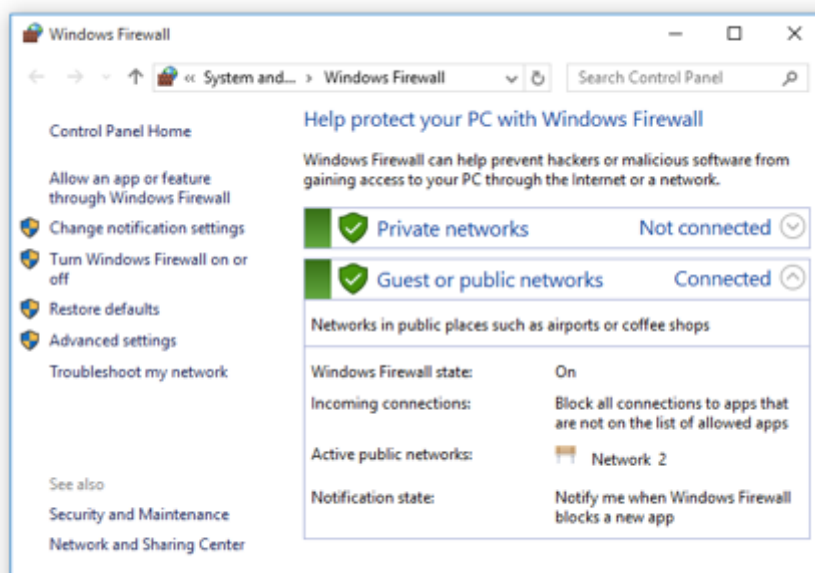 Windows Firewall
« System and... › Windows Firewall
Search Control Panel
Control Panel Home
Allow an app or feature
through Windows Firewall
Change notification settings
Turn Windows Firewall on or
off
Restore defaults
Advanced settings
Troubleshoot my network
See also
Security and Maintenance
Network and Sharing Center
Help protect your PC with Windows Firewall
Windows Firewall can help prevent hackers or malicious software from
gaining access to your PC through the Internet or a network.
Private networks Not connected
Guest or public networks Connected
Networks in public places such as airports or coffee shops
Windows Firewall state: On
Incoming connections: Block all connections to apps that
are not on the list of allowed apps
Active public networks: Network 2
Notification state: Notify me when Windows Firewall
blocks a new app